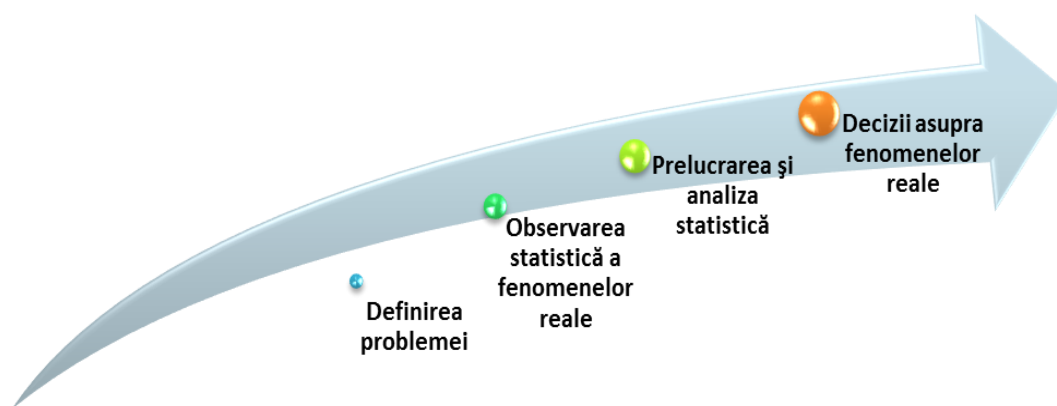 Definirea
problemei
Observarea
statistică a
fenomenelor
reale
Prelucrarea şi
analiza
statistică
Decizii asupra
fenomenelor
reale